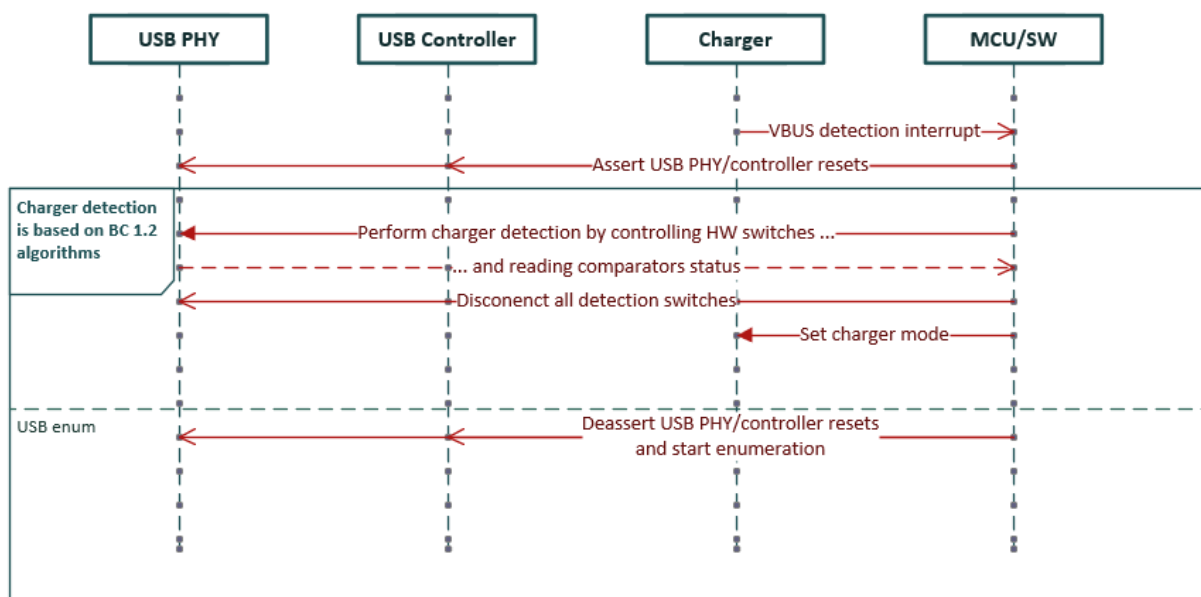 USB PHY
USB Controller
Charger
MCU/SW
VBUS detection interrupt
Assert USB PHY/controller resets
Charger detection
is based on BC 1.2
algorithms
Perform charger detection by controlling HW switches ...
... and reading comparators status
Disconenct all detection switches
Set charger mode
USB enum
Deassert USB PHY/controller resets
and start enumeration